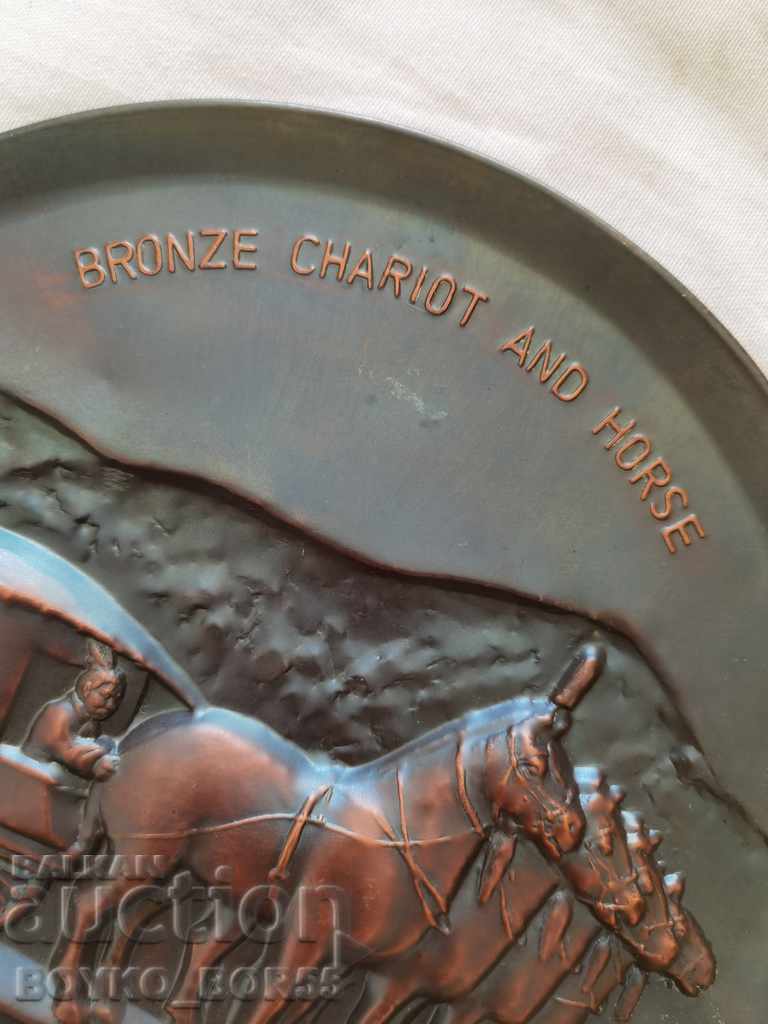 BRONZE CHARIOT AND HORSE
BALKAN
auction
BOYKO_BOR55